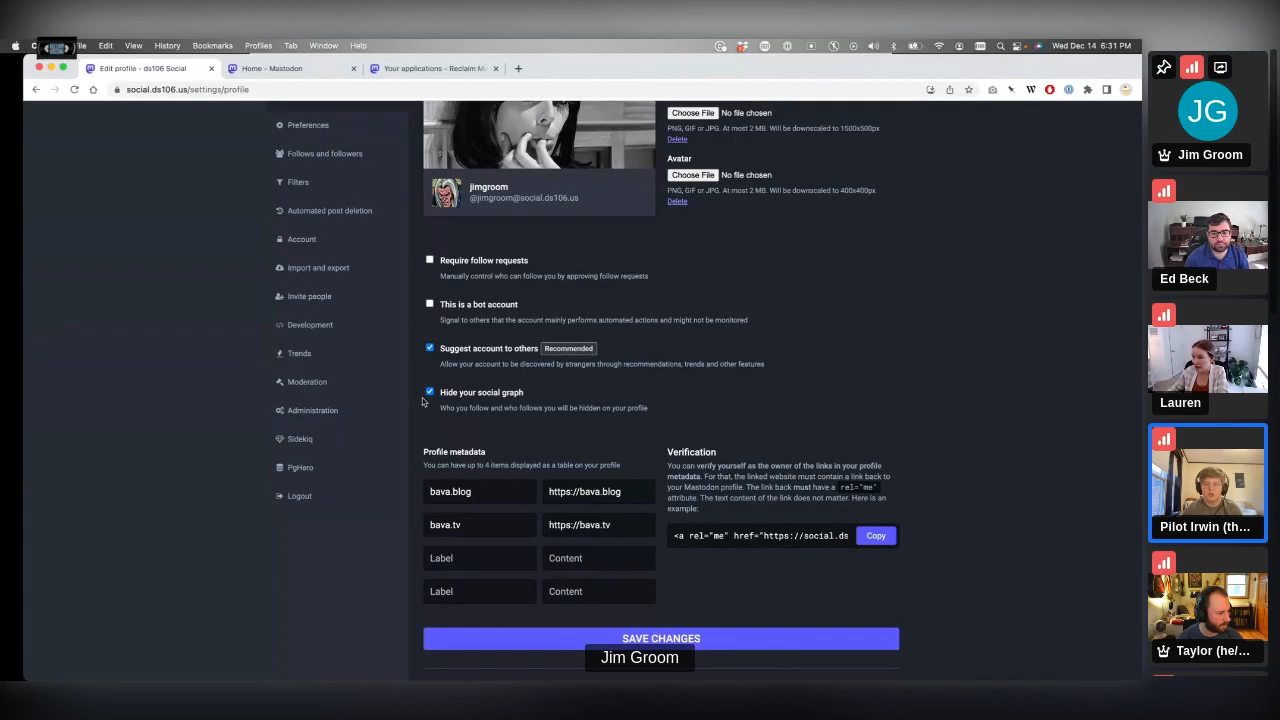 File Edit View History Bookmarks Profiles Tab Window Help
Wed Dec 14 6:31 PM
Edit profile - ds106 Social
Home - Mastodon
Your applications - Reclaim M
social.ds106.us/settings/profile
Preferences
Follows and followers
Filters
Automated post deletion
Account
Import and export
Invite people
Development
Trends
Moderation
Administration
Sidekiq
PgHero
Logout
jimgroom
@jimgroom@social.ds106.us
Choose File No file chosen
PNG, GIF or JPG. At most 2 MB. Will be downscaled to 1500x500px
Delete
Avatar
Choose File No file chosen
PNG, GIF or JPG. At most 2 MB. Will be downscaled to 400x400px
Delete
Require follow requests
Manually control who can follow you by approving follow requests
This is a bot account
Signal to others that the account mainly performs automated actions and might not be monitored
Suggest account to others Recommended
Allow your account to be discovered by strangers through recommendations, trends and other features
Hide your social graph
Who you follow and who follows you will be hidden on your profile
Profile metadata
You can have up to 4 items displayed as a table on your profile
bava.blog https://bava.blog
bava.tv https://bava.tv
Label Content
Label Content
Verification
You can verify yourself as the owner of the links in your profile
metadata. For that, the linked website must contain a link back to
your Mastodon profile. The link back must have a rel="me"
attribute. The text content of the link does not matter. Here is an
example:
<a rel="me" href="https://social.ds
Copy
SAVE CHANGES
Jim Groom
JG
Jim Groom
Ed Beck
Lauren
Pilot Irwin (th...
Taylor (he/...